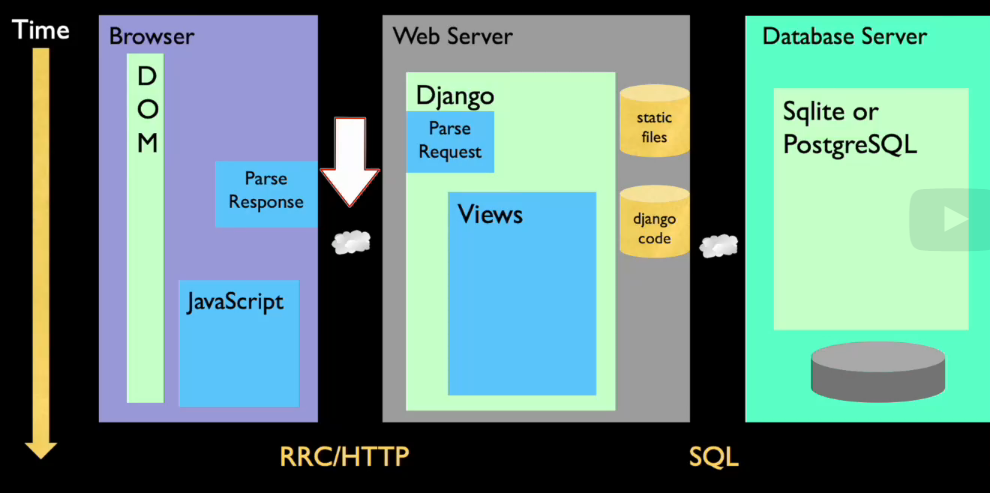 Time
Browser
D
O
M
Parse
Response
JavaScript
Web Server
Django
Parse
Request
Views
static
files
django
code
Database Server
Sqlite or
PostgreSQL
RRC/HTTP
SQL